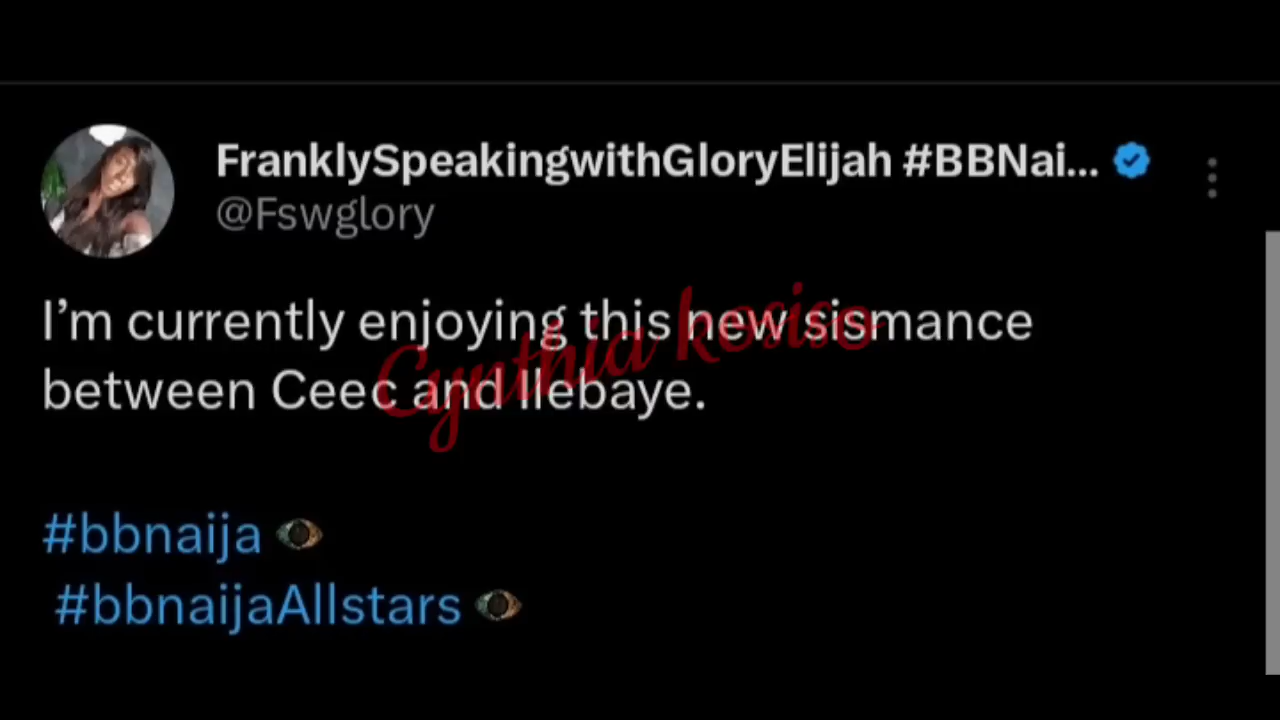 FranklySpeakingwithGloryElijah #BBNai...
@Fswglory
I’m currently enjoying this new sismance
between Ceec and Ilebaye.
Cynthia kosiso
#bbnaija
#bbnaijaAllstars